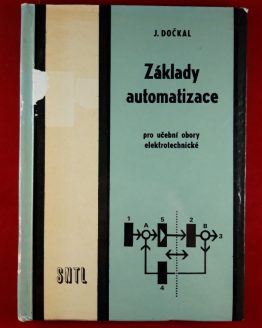 J. DOČKAL
Základy
automatizace
pro učební obory
elektrotechnické
1 5 2
A B
3
4
SNTL